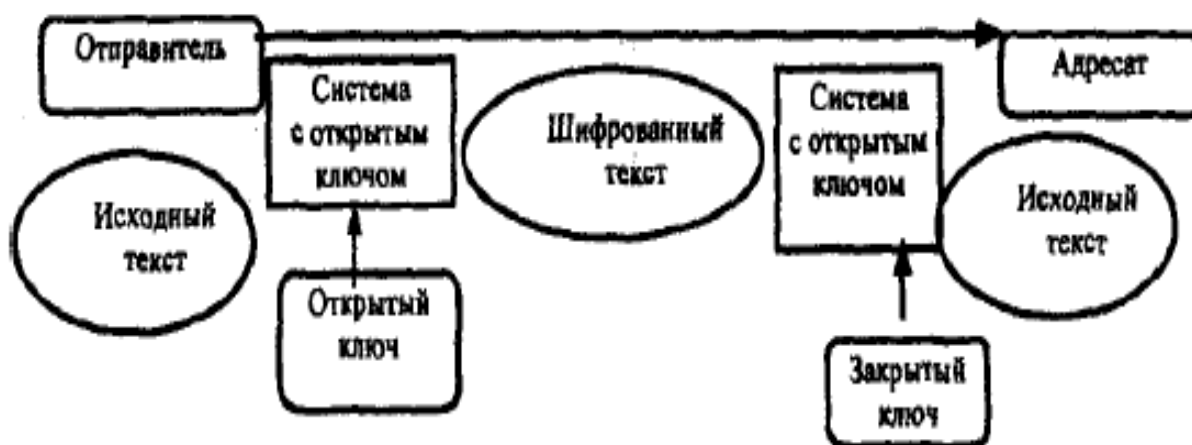 Отправитель
Адресат
Система
с открытым
ключом
Шифрованный
текст
Система
с открытым
ключом
Исходный
текст
Исходный
текст
Открытый
ключ
Закрытый
ключ